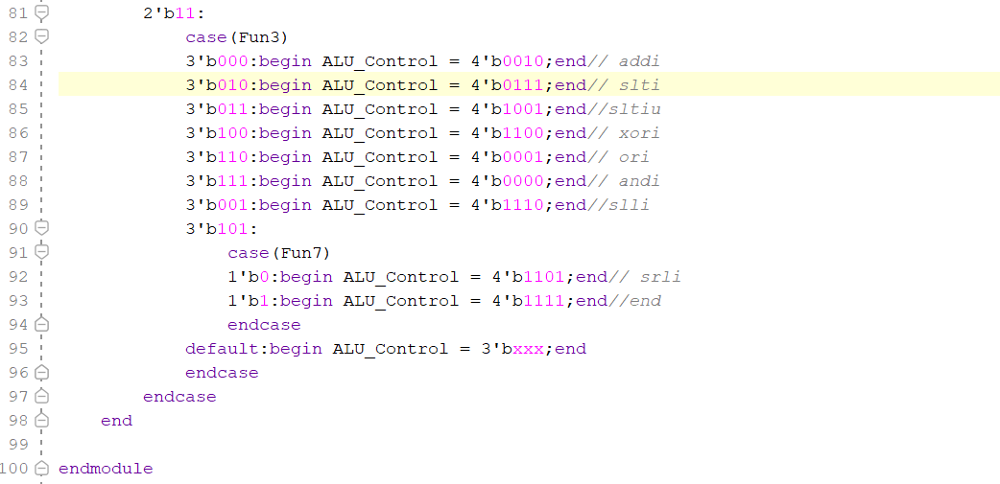 81 2'b11:
82 case(Fun3)
83 3'b000:begin ALU_Control = 4'b0010;end// addi
84 3'b010:begin ALU_Control = 4'b0111;end// slti
85 3'b011:begin ALU_Control = 4'b1001;end//sltiu
86 3'b100:begin ALU_Control = 4'b1100;end// xori
87 3'b110:begin ALU_Control = 4'b0001;end// ori
88 3'b111:begin ALU_Control = 4'b0000;end// andi
89 3'b001:begin ALU_Control = 4'b1110;end//slli
90 3'b101:
91 case(Fun7)
92 1'b0:begin ALU_Control = 4'b1101;end// srli
93 1'b1:begin ALU_Control = 4'b1111;end//end
94 endcase
95 default:begin ALU_Control = 3'bxxx;end
96 endcase
97 endcase
98 end
99
100 endmodule